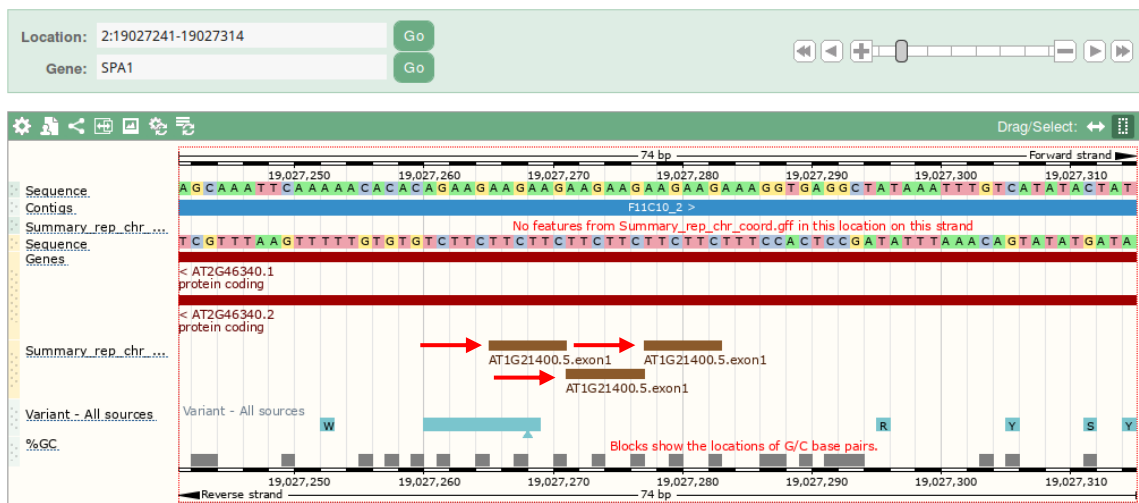 Location: 2:19027241-19027314 Go
Gene: SPA1 Go
Drag/Select:
74 bp Forward strand
19,027,250 19,027,260 19,027,270 19,027,280 19,027,290 19,027,300 19,027,310
Sequence AGCAAATTCAAAAACACACAGAAGAAGAAGAAGAAGAAGAAGAAAGGTGAGGCTATAAATTTGTCATATACTAT
Contigs F11C10_2 >
Summary_rep_chr_... No features from Summary_rep_chr_coord.gff in this location on this strand
Sequence TCGTTTAAGTTTTTGTGTGTCTTCTTCTTCTTCTTCTTCTTCTTTCCACTCCGATATTTAAACAGTATATGATA
Genes
< AT2G46340.1
protein coding
< AT2G46340.2
protein coding
Summary_rep_chr_...
AT1G21400.5.exon1 AT1G21400.5.exon1
AT1G21400.5.exon1
Variant - All sources Variant - All sources
W R Y S Y
%GC Blocks show the locations of G/C base pairs.
19,027,250 19,027,260 19,027,270 19,027,280 19,027,290 19,027,300 19,027,310
Reverse strand 74 bp